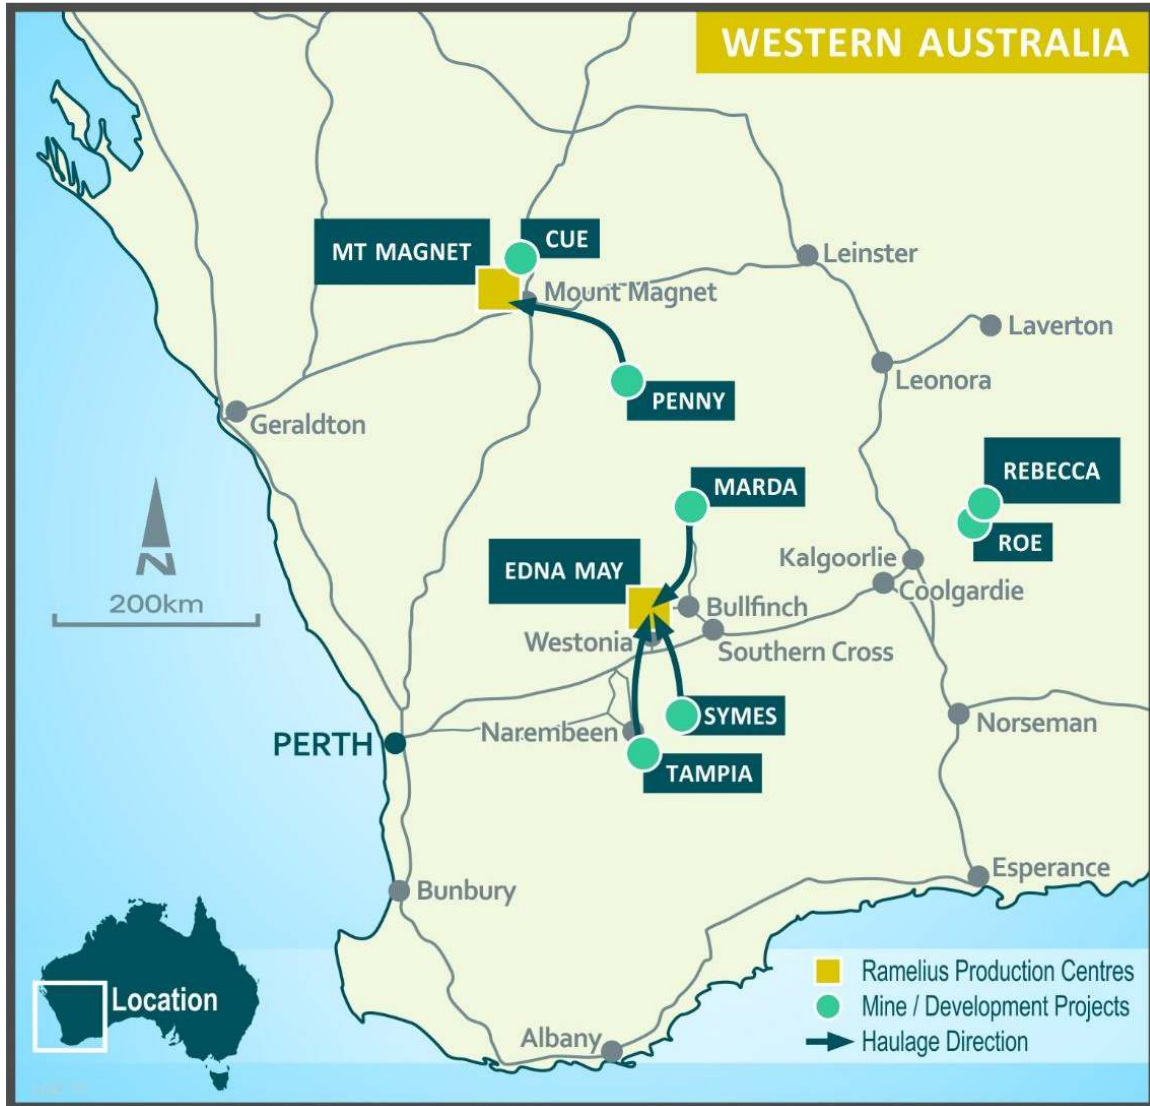 WESTERN AUSTRALIA
CUE
MT MAGNET
Leinster
Mount Magnet
Laverton
Leonora
PENNY
Geraldton
REBECCA
MARDA
ROE
Kalgoorlie
EDNA MAY
Coolgardie
N
200km
Bullfinch
Westonia
Southern Cross
SYMES
Norseman
Narembeen
PERTH
TAMPIA
Esperance
Bunbury
Ramelius Production Centres
Location
Mine / Development Projects
Albany
Haulage Direction